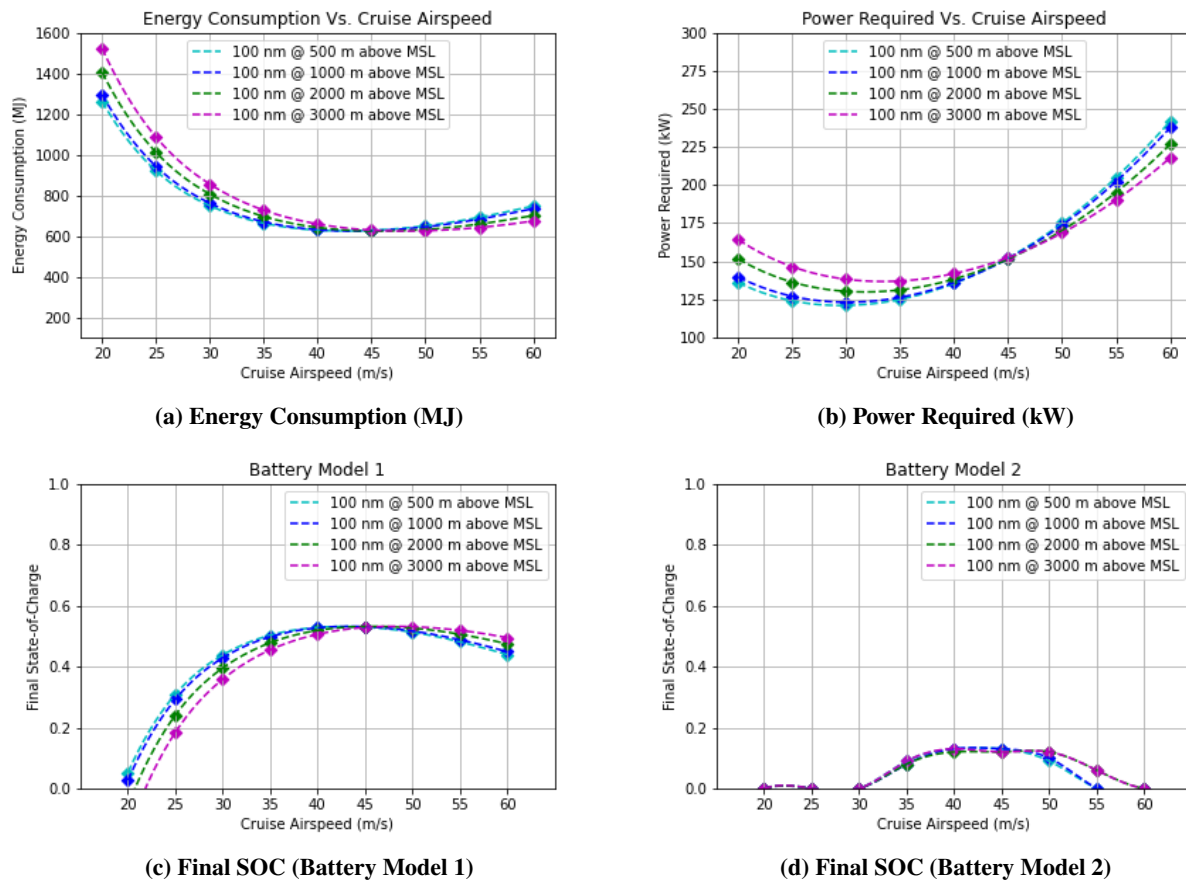 Energy Consumption Vs. Cruise Airspeed
1600
1400
1200
1000
800
600
400
200
Energy Consumption (MJ)
100 nm @ 500 m above MSL
100 nm @ 1000 m above MSL
100 nm @ 2000 m above MSL
100 nm @ 3000 m above MSL
20 25 30 35 40 45 50 55 60
Cruise Airspeed (m/s)
(a) Energy Consumption (MJ)
Power Required Vs. Cruise Airspeed
300
275
250
225
200
175
150
125
100
Power Required (kW)
100 nm @ 500 m above MSL
100 nm @ 1000 m above MSL
100 nm @ 2000 m above MSL
100 nm @ 3000 m above MSL
20 25 30 35 40 45 50 55 60
Cruise Airspeed (m/s)
(b) Power Required (kW)
Battery Model 1
1.0
0.8
0.6
0.4
0.2
0.0
Final State-of-Charge
100 nm @ 500 m above MSL
100 nm @ 1000 m above MSL
100 nm @ 2000 m above MSL
100 nm @ 3000 m above MSL
20 25 30 35 40 45 50 55 60
Cruise Airspeed (m/s)
(c) Final SOC (Battery Model 1)
Battery Model 2
1.0
0.8
0.6
0.4
0.2
0.0
Final State-of-Charge
100 nm @ 500 m above MSL
100 nm @ 1000 m above MSL
100 nm @ 2000 m above MSL
100 nm @ 3000 m above MSL
20 25 30 35 40 45 50 55 60
Cruise Airspeed (m/s)
(d) Final SOC (Battery Model 2)